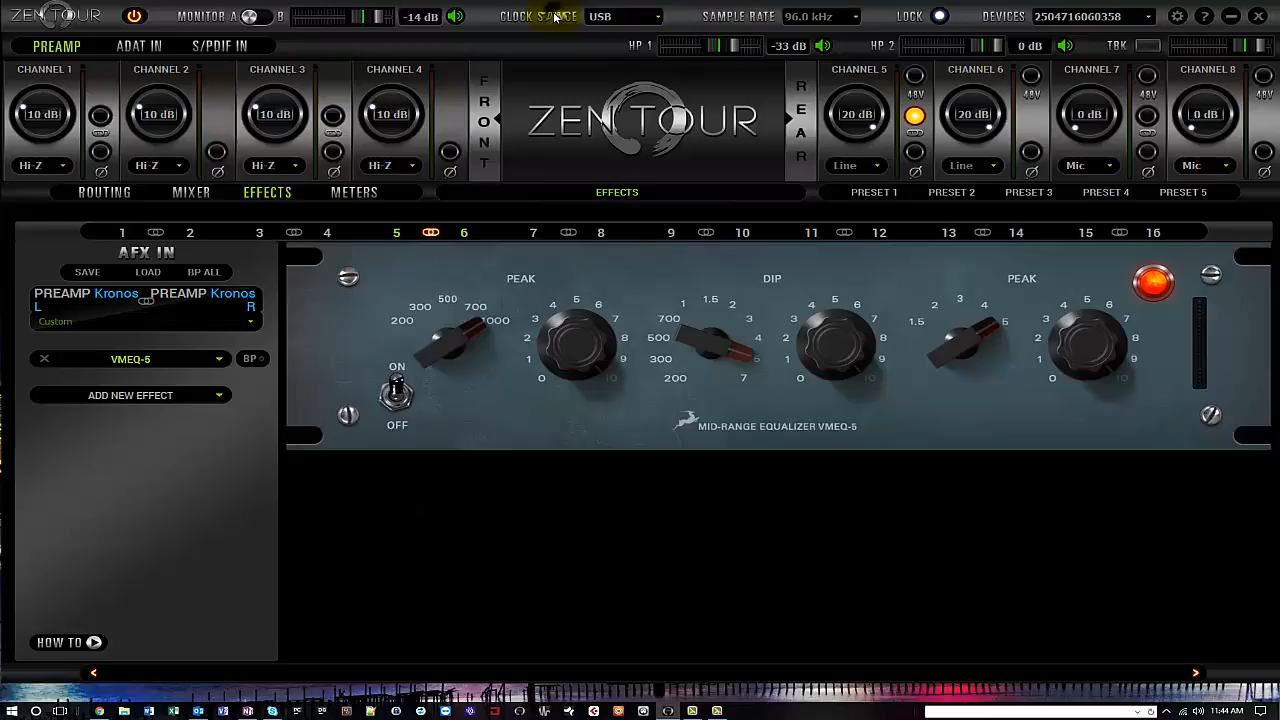 ZEN TOUR MONITOR A B -14 dB CLOCK SOURCE USB SAMPLE RATE 96.0 kHz LOCK DEVICES 2504716060358
PREAMP ADAT IN S/PDIF IN HP 1 -33 dB HP 2 0 dB TBK
CHANNEL 1 CHANNEL 2 CHANNEL 3 CHANNEL 4 FRONT ZEN TOUR REAR CHANNEL 5 CHANNEL 6 CHANNEL 7 CHANNEL 8
48V 48V 48V 48V
10 dB 10 dB 10 dB 10 dB 20 dB 20 dB 0 dB 0 dB
Hi-Z Hi-Z Hi-Z Hi-Z Line Line Mic Mic
ROUTING MIXER EFFECTS METERS EFFECTS PRESET 1 PRESET 2 PRESET 3 PRESET 4 PRESET 5
1 2 3 4 5 6 7 8 9 10 11 12 13 14 15 16
AFX IN
SAVE LOAD BP ALL
PREAMP Kronos PREAMP Kronos
L R
Custom
VMEQ-5 BP
ADD NEW EFFECT
HOW TO
PEAK DIP PEAK
200 300 500 700 1000
0 1 2 3 4 5 6 7 8 9 10
200 300 500 700 1 1.5 2 3 4 5 7
0 1 2 3 4 5 6 7 8 9 10
1.5 2 3 4 5
0 1 2 3 4 5 6 7 8 9 10
ON
OFF
MID-RANGE EQUALIZER VMEQ-5
11:44 AM